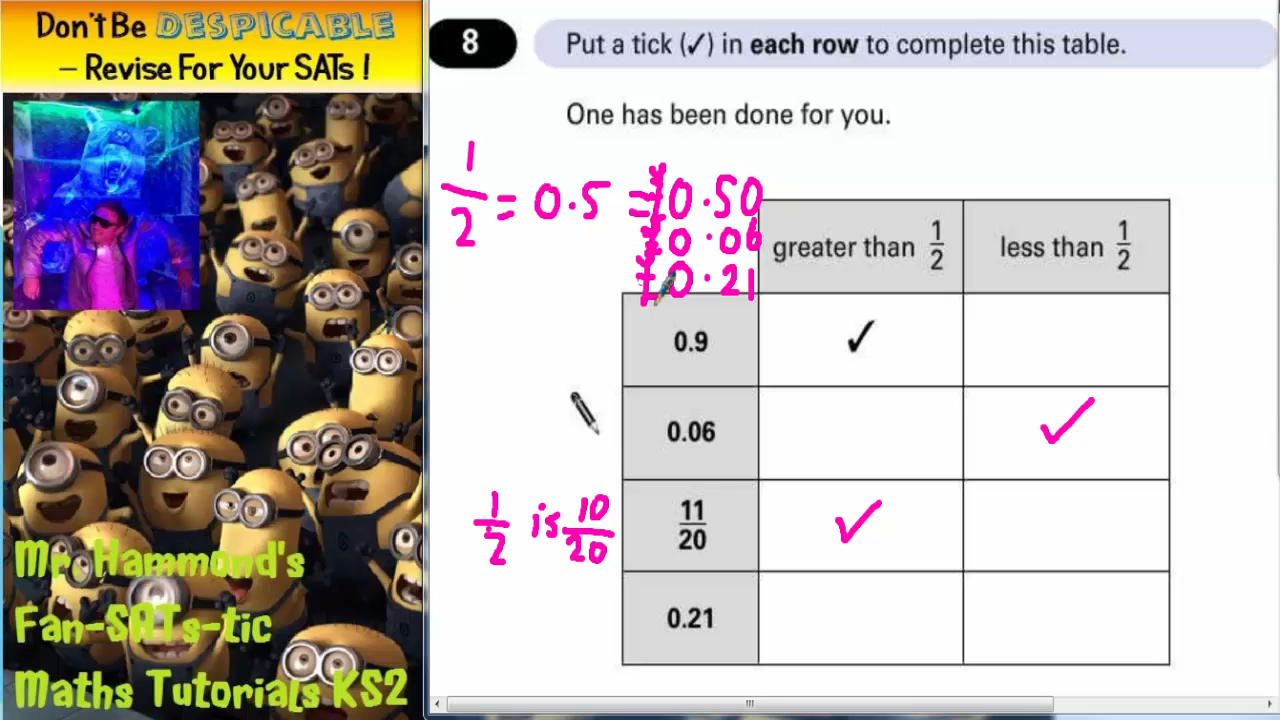 Don't Be DESPICABLE
– Revise For Your SATs !
Mr Hammond's
Fan-SATs-tic
Maths Tutorials KS2
8 Put a tick (✓) in each row to complete this table.
One has been done for you.
1/2 = 0.5 = 0.50
0.06
0.21
greater than 1/2 less than 1/2
0.9 ✓
0.06 ✓
1/2 is 10/20 11/20 ✓
0.21